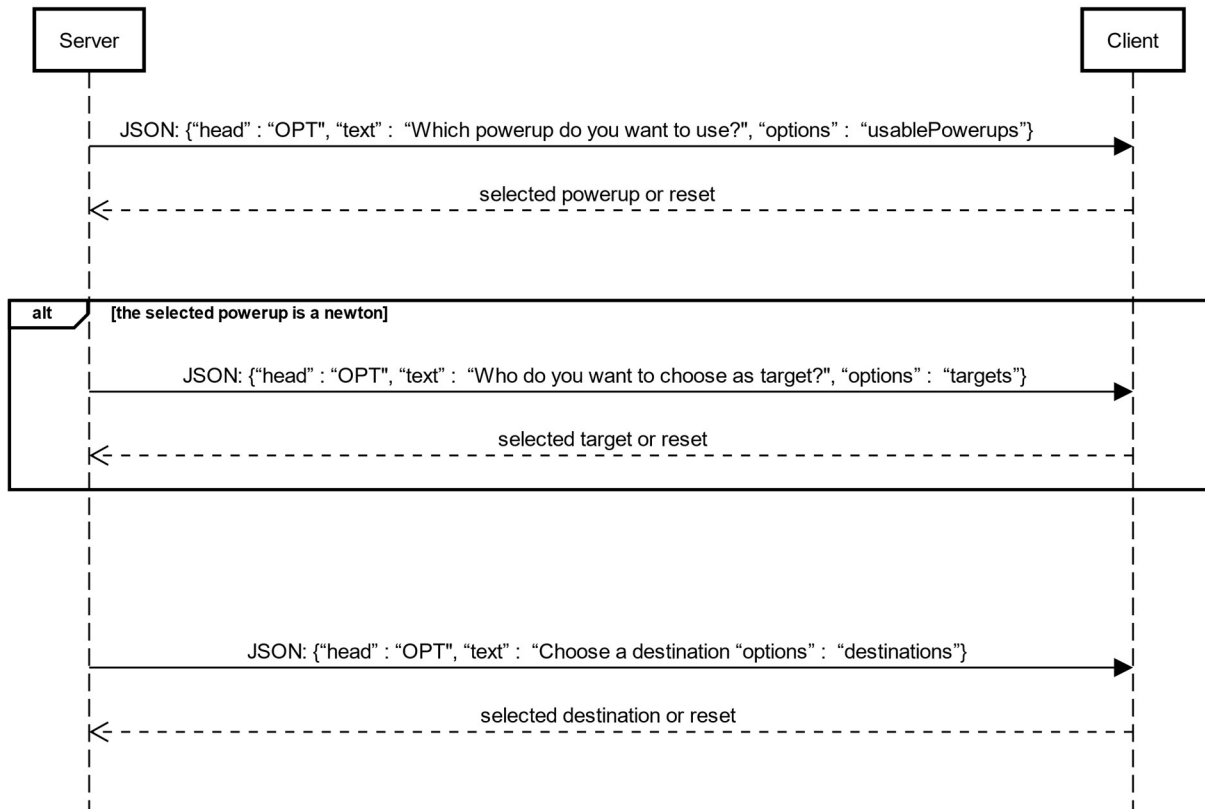 Server
Client
JSON: {“head” : “OPT", “text” :  “Which powerup do you want to use?", “options” :  “usablePowerups”}
selected powerup or reset
alt
[the selected powerup is a newton]
JSON: {“head” : “OPT", “text” :  “Who do you want to choose as target?", “options” :  “targets”}
selected target or reset
JSON: {“head” : “OPT", “text” :  “Choose a destination “options” :  “destinations”}
selected destination or reset